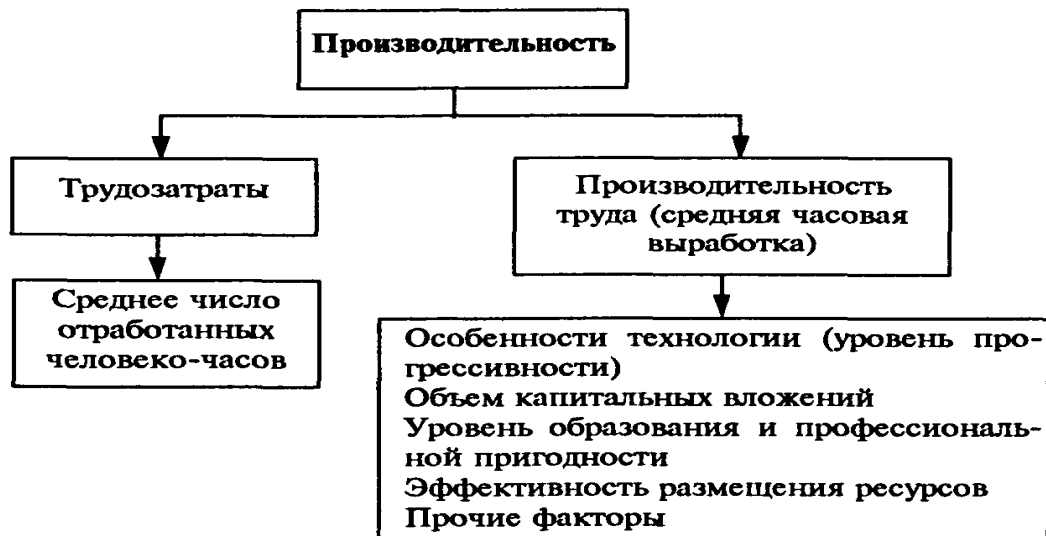 Производительность
Трудозатраты
Производительность
труда (средняя часовая
выработка)
Среднее число
отработанных
человеко-часов
Особенности технологии (уровень про-
грессивности)
Объем капитальных вложений
Уровень образования и профессиональ-
ной пригодности
Эффективность размещения ресурсов
Прочие факторы